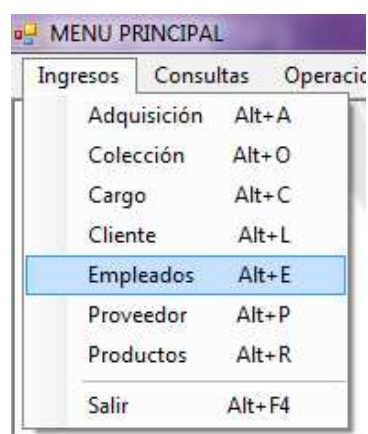 MENU PRINCIPAL
Ingresos Consultas
Adquisición Alt+A
Colección Alt+O
Cargo Alt+C
Cliente Alt+L
Empleados Alt+E
Proveedor Alt+P
Productos Alt+R
Salir Alt+F4